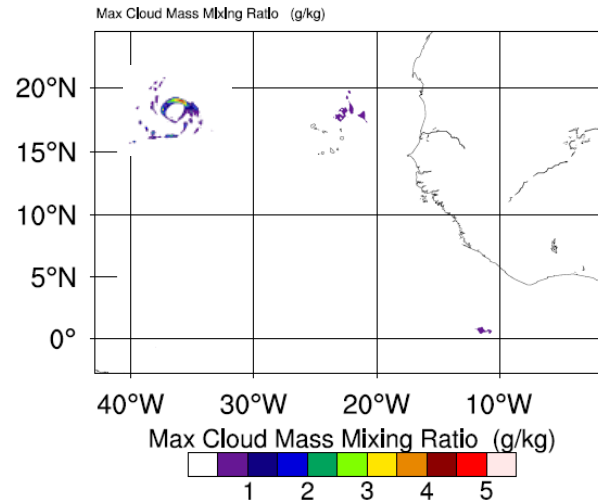 Max Cloud Mass Mixing Ratio (g/kg)
20°N
15°N
10°N
5°N
0°
40°W 30°W 20°W 10°W
Max Cloud Mass Mixing Ratio (g/kg)
1 2 3 4 5